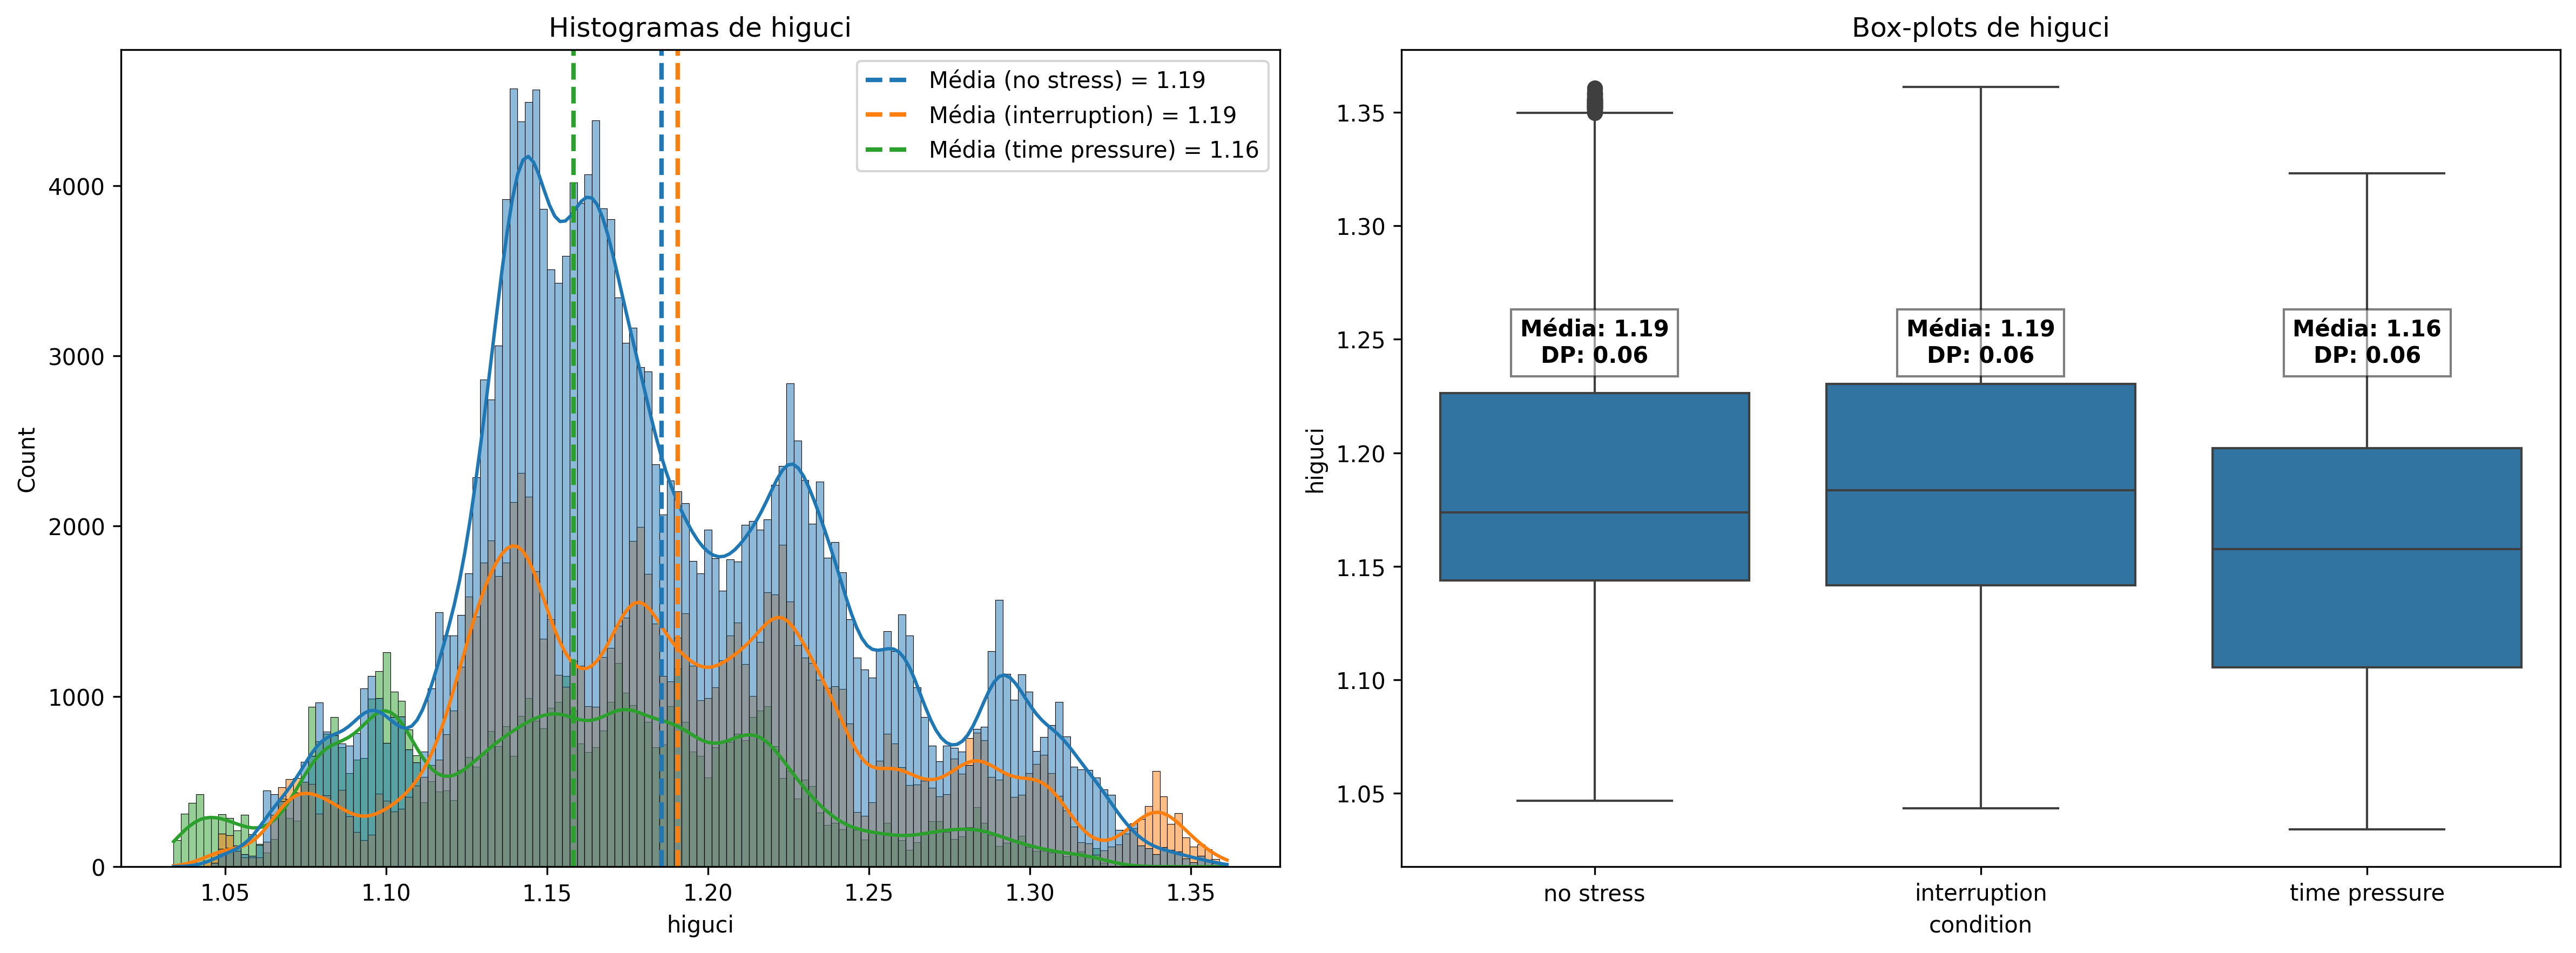 Histogramas de higuci
Média (no stress) = 1.19
Média (interruption) = 1.19
Média (time pressure) = 1.16
Count
4000
3000
2000
1000
0
1.05 1.10 1.15 1.20 1.25 1.30 1.35
higuci
Box-plots de higuci
higuci
1.35
1.30
1.25
1.20
1.15
1.10
1.05
Média: 1.19
DP: 0.06
Média: 1.19
DP: 0.06
Média: 1.16
DP: 0.06
no stress interruption time pressure
condition